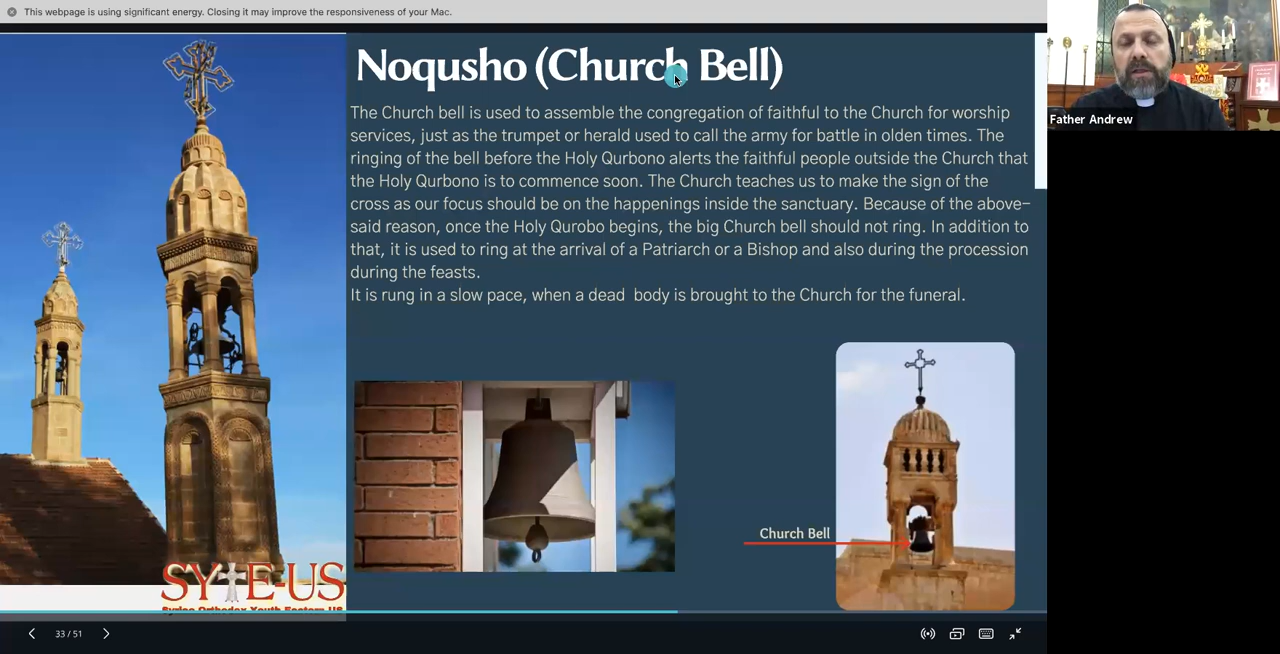 This webpage is using significant energy. Closing it may improve the responsiveness of your Mac.
Noqusho (Church Bell)
The Church bell is used to assemble the congregation of faithful to the Church for worship
services, just as the trumpet or herald used to call the army for battle in olden times. The
ringing of the bell before the Holy Qurbono alerts the faithful people outside the Church that
the Holy Qurbono is to commence soon. The Church teaches us to make the sign of the
cross as our focus should be on the happenings inside the sanctuary. Because of the above-
said reason, once the Holy Qurobo begins, the big Church bell should not ring. In addition to
that, it is used to ring at the arrival of a Patriarch or a Bishop and also during the procession
during the feasts.
It is rung in a slow pace, when a dead body is brought to the Church for the funeral.
Church Bell
SY E-US
Syriac Orthodox Youth Eastern US
33 / 51
Father Andrew